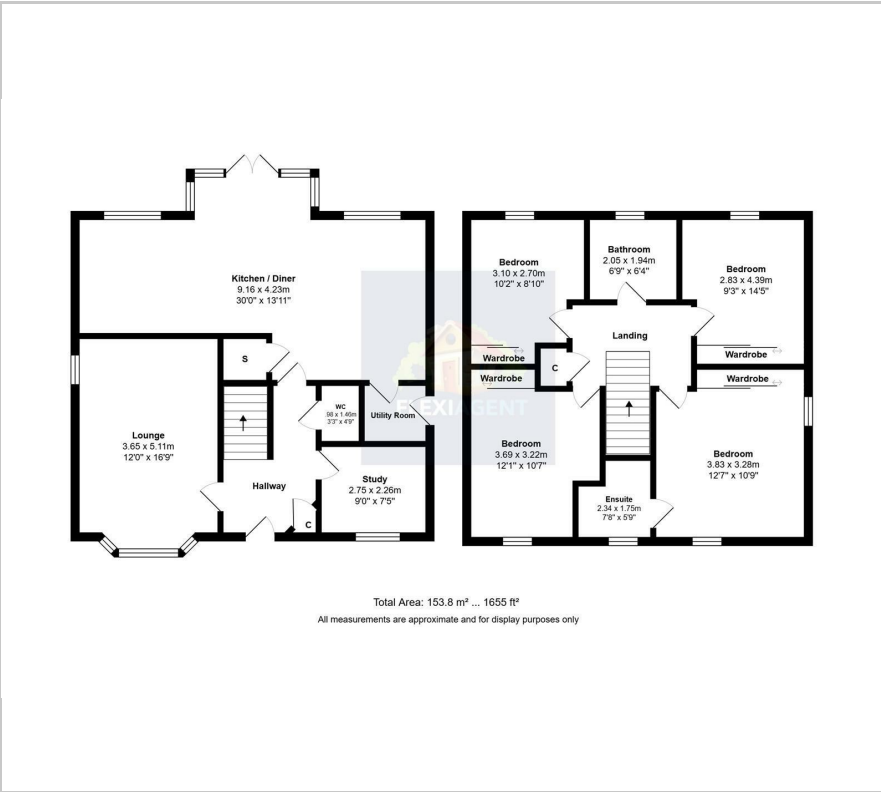 Kitchen / Diner
9.16 x 4.23m
30'0" x 13'11"
S
WC
.98 x 1.46m
3'3" x 4'9"
Utility Room
Lounge
3.65 x 5.11m
12'0" x 16'9"
Hallway
Study
2.75 x 2.26m
9'0" x 7'5"
C
Bedroom
3.10 x 2.70m
10'2" x 8'10"
Bathroom
2.05 x 1.94m
6'9" x 6'4"
Bedroom
2.83 x 4.39m
9'3" x 14'5"
Landing
Wardrobe
Wardrobe
C
Wardrobe
Wardrobe
Bedroom
3.69 x 3.22m
12'1" x 10'7"
Bedroom
3.83 x 3.28m
12'7" x 10'9"
Ensuite
2.34 x 1.75m
7'8" x 5'9"
FLEXIAGENT
Total Area: 153.8 m² ... 1655 ft²
All measurements are approximate and for display purposes only